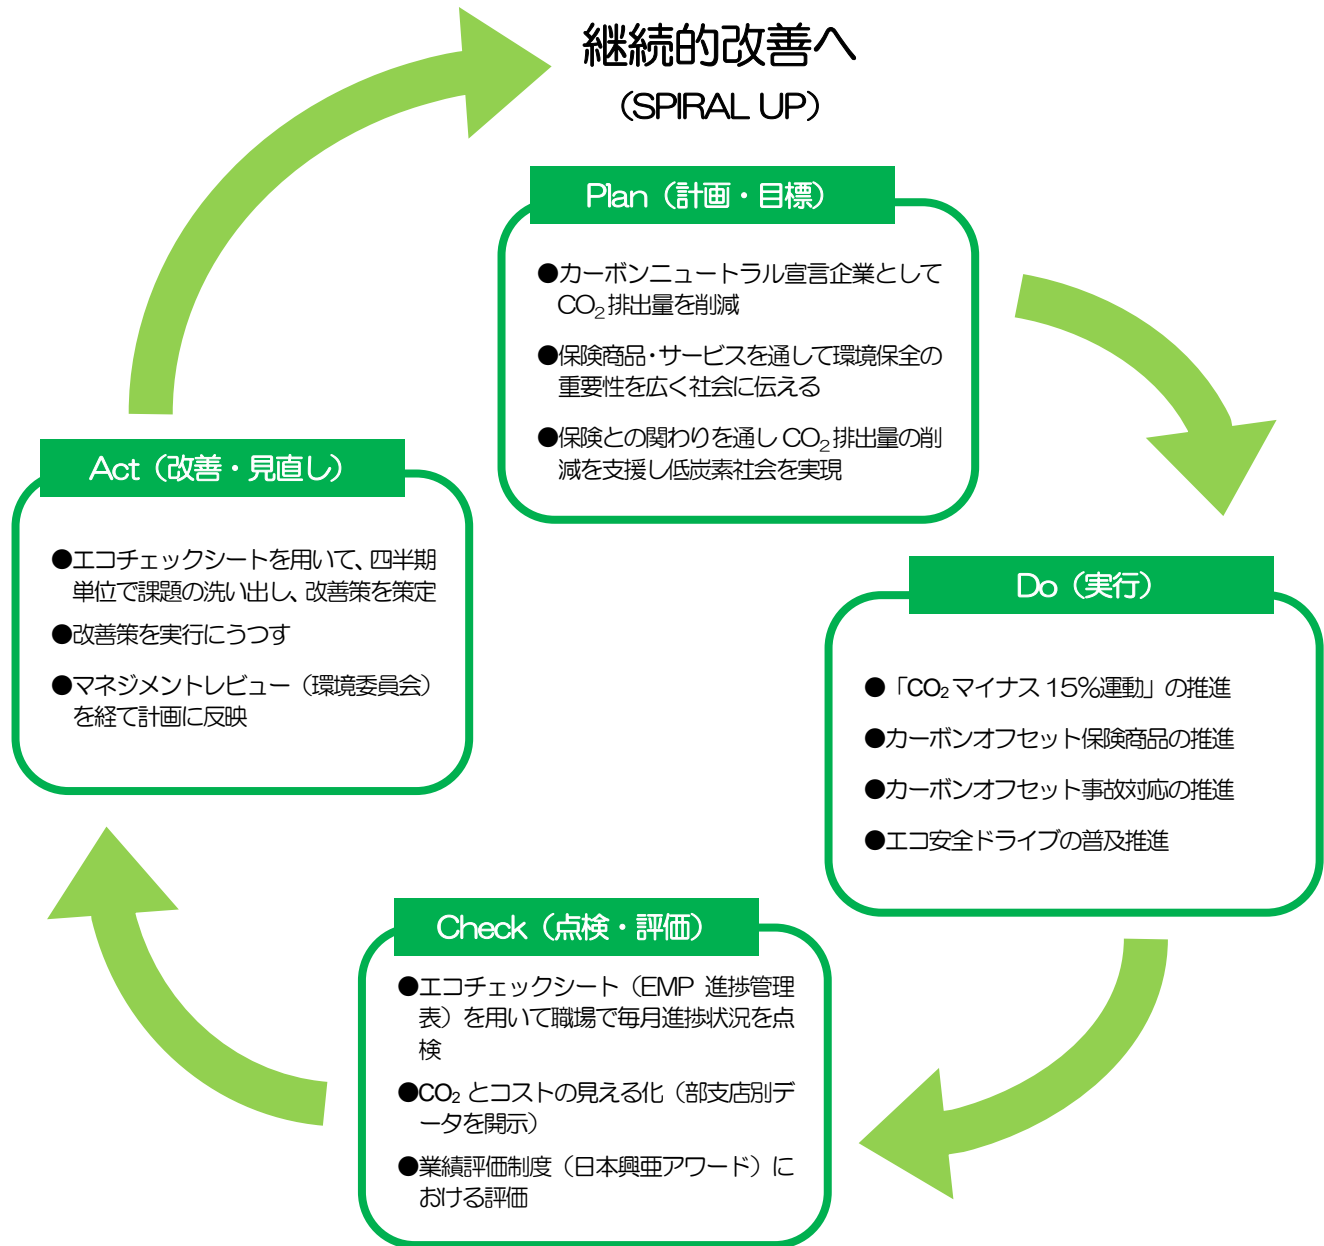 継続的改善へ
（SPIRAL UP）
Plan（計画・目標）
●カーボンニュートラル宣言企業として
CO₂排出量を削減
●保険商品・サービスを通して環境保全の
重要性を広く社会に伝える
●保険との関わりを通し CO₂排出量の削
減を支援し低炭素社会を実現
Do（実行）
●「CO₂マイナス 15％運動」の推進
●カーボンオフセット保険商品の推進
●カーボンオフセット事故対応の推進
●エコ安全ドライブの普及推進
Check（点検・評価）
●エコチェックシート（EMP 進捗管理
表）を用いて職場で毎月進捗状況を点
検
●CO₂ とコストの見える化（部支店別デ
ータを開示）
●業績評価制度（日本興亜アワード）に
おける評価
Act（改善・見直し）
●エコチェックシートを用いて、四半期
単位で課題の洗い出し、改善策を策定
●改善策を実行にうつす
●マネジメントレビュー（環境委員会）
を経て計画に反映